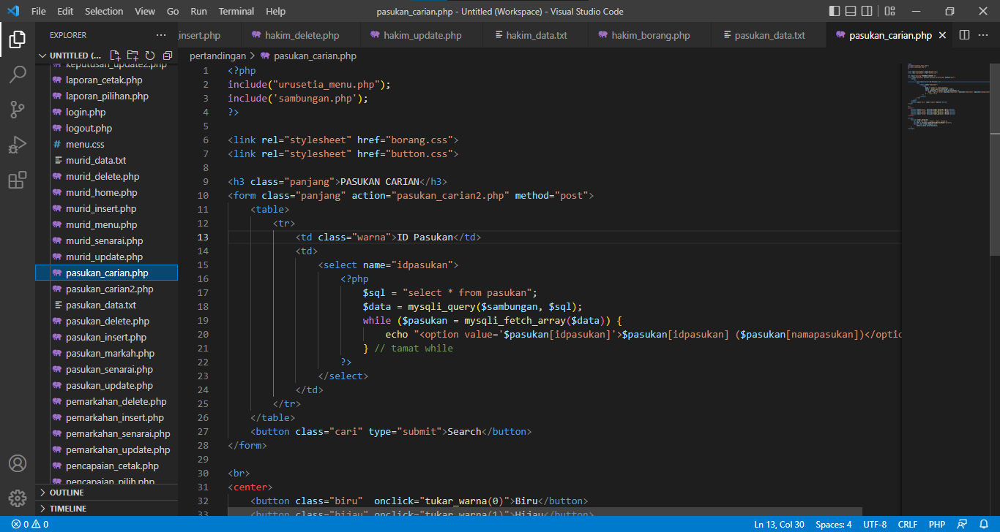 File Edit Selection View Go Run Terminal Help
pasukan_carian.php - Untitled (Workspace) - Visual Studio Code
EXPLORER
insert.php
hakim_delete.php
hakim_update.php
hakim_data.txt
hakim_borang.php
pasukan_data.txt
pasukan_carian.php
UNTITLED (...
keputusan_update2.php
laporan_cetak.php
laporan_pilihan.php
login.php
logout.php
menu.css
murid_data.txt
murid_delete.php
murid_home.php
murid_insert.php
murid_menu.php
murid_senarai.php
murid_update.php
pasukan_carian.php
pasukan_carian2.php
pasukan_data.txt
pasukan_delete.php
pasukan_insert.php
pasukan_markah.php
pasukan_senarai.php
pasukan_update.php
pemarkahan_delete.php
pemarkahan_insert.php
pemarkahan_senarai.php
pemarkahan_update.php
pencapaian_cetak.php
pencapaian_pilih.php
OUTLINE
TIMELINE
pertandingan > pasukan_carian.php
1 <?php
2 include("urusetia_menu.php");
3 include('sambungan.php');
4 ?>
5
6 <link rel="stylesheet" href="borang.css">
7 <link rel="stylesheet" href="button.css">
8
9 <h3 class="panjang">PASUKAN CARIAN</h3>
10 <form class="panjang" action="pasukan_carian2.php" method="post">
11 <table>
12 <tr>
13 <td class="warna">ID Pasukan</td>
14 <td>
15 <select name="idpasukan">
16 <?php
17 $sql = "select * from pasukan";
18 $data = mysqli_query($sambungan, $sql);
19 while ($pasukan = mysqli_fetch_array($data)) {
20 echo "<option value='$pasukan[idpasukan]'>$pasukan[idpasukan] ($pasukan[namapasukan])</optio
21 } // tamat while
22 ?>
23 </select>
24 </td>
25 </tr>
26 </table>
27 <button class="cari" type="submit">Search</button>
28 </form>
29
30 <br>
31 <center>
32 <button class="biru"  onclick="tukar_warna(0)">Biru</button>
33 <button class="hijau" onclick="tukar_warna(1)">Hijau</button>
0 0 Ln 13, Col 30 Spaces: 4 UTF-8 CRLF PHP